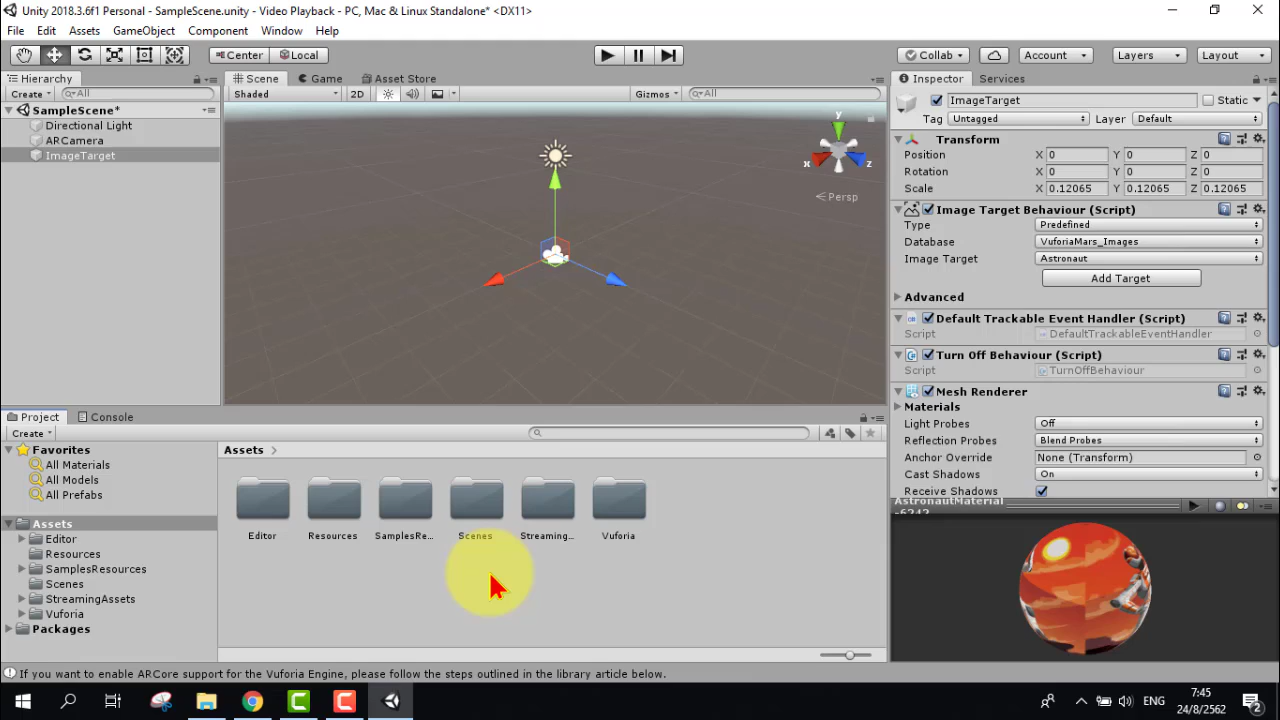 Unity 2018.3.6f1 Personal - SampleScene.unity - Video Playback - PC, Mac & Linux Standalone* <DX11>
File Edit Assets GameObject Component Window Help
Center Local Collab Account Layers Layout
Hierarchy
Create All
SampleScene*
Directional Light
ARCamera
ImageTarget
Scene Game Asset Store
Shaded 2D Gizmos All
y
x z
Persp
Inspector Services
ImageTarget Static
Tag Untagged Layer Default
Transform
Position X 0 Y 0 Z 0
Rotation X 0 Y 0 Z 0
Scale X 0.12065 Y 0.12065 Z 0.12065
Image Target Behaviour (Script)
Type Predefined
Database VuforiaMars_Images
Image Target Astronaut
Add Target
Advanced
Default Trackable Event Handler (Script)
Script DefaultTrackableEventHandler
Turn Off Behaviour (Script)
Script TurnOffBehaviour
Mesh Renderer
Materials
Light Probes Off
Reflection Probes Blend Probes
Anchor Override None (Transform)
Cast Shadows On
Receive Shadows
AstronautMaterial
-6242
Project Console
Create
Favorites
All Materials
All Models
All Prefabs
Assets
Editor
Resources
SamplesResources
Scenes
StreamingAssets
Vuforia
Packages
Assets
Editor Resources SamplesRe... Scenes Streaming... Vuforia
If you want to enable ARCore support for the Vuforia Engine, please follow the steps outlined in the library article below.
ENG
7:45
24/8/2562
2